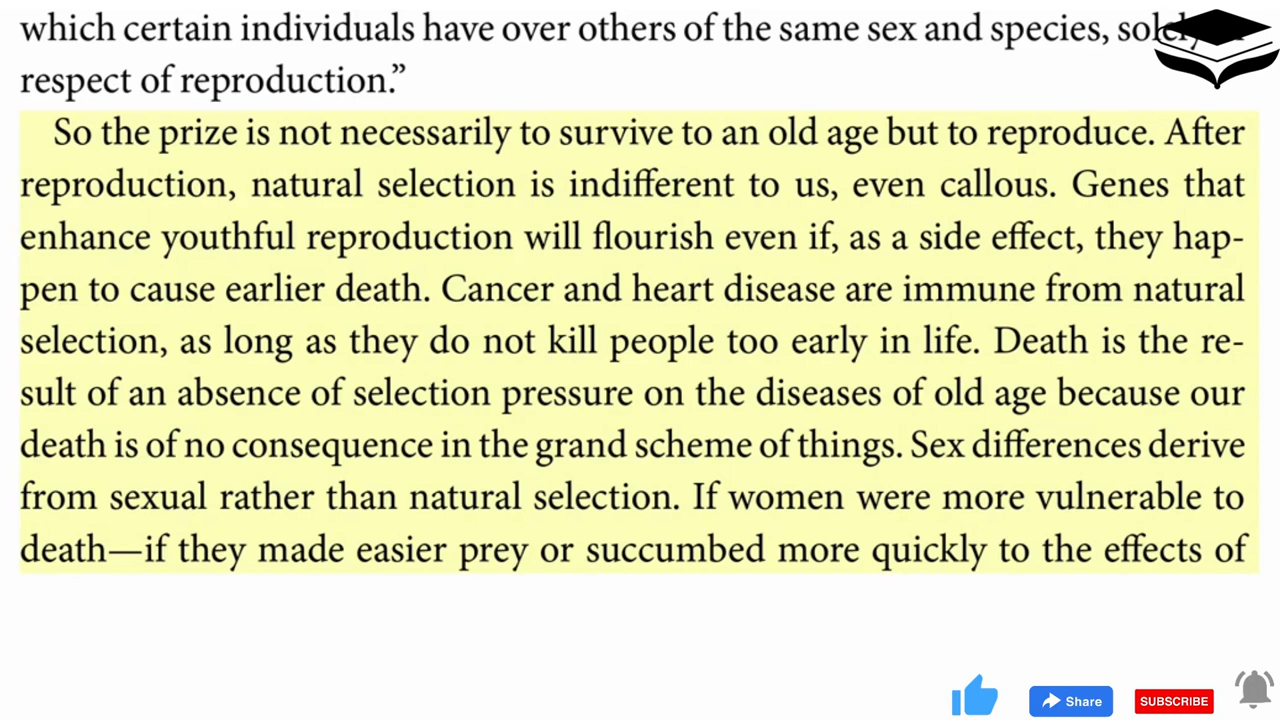 which certain individuals have over others of the same sex and species, solely
respect of reproduction.”
So the prize is not necessarily to survive to an old age but to reproduce. After
reproduction, natural selection is indifferent to us, even callous. Genes that
enhance youthful reproduction will flourish even if, as a side effect, they hap-
pen to cause earlier death. Cancer and heart disease are immune from natural
selection, as long as they do not kill people too early in life. Death is the re-
sult of an absence of selection pressure on the diseases of old age because our
death is of no consequence in the grand scheme of things. Sex differences derive
from sexual rather than natural selection. If women were more vulnerable to
death—if they made easier prey or succumbed more quickly to the effects of
Share
SUBSCRIBE